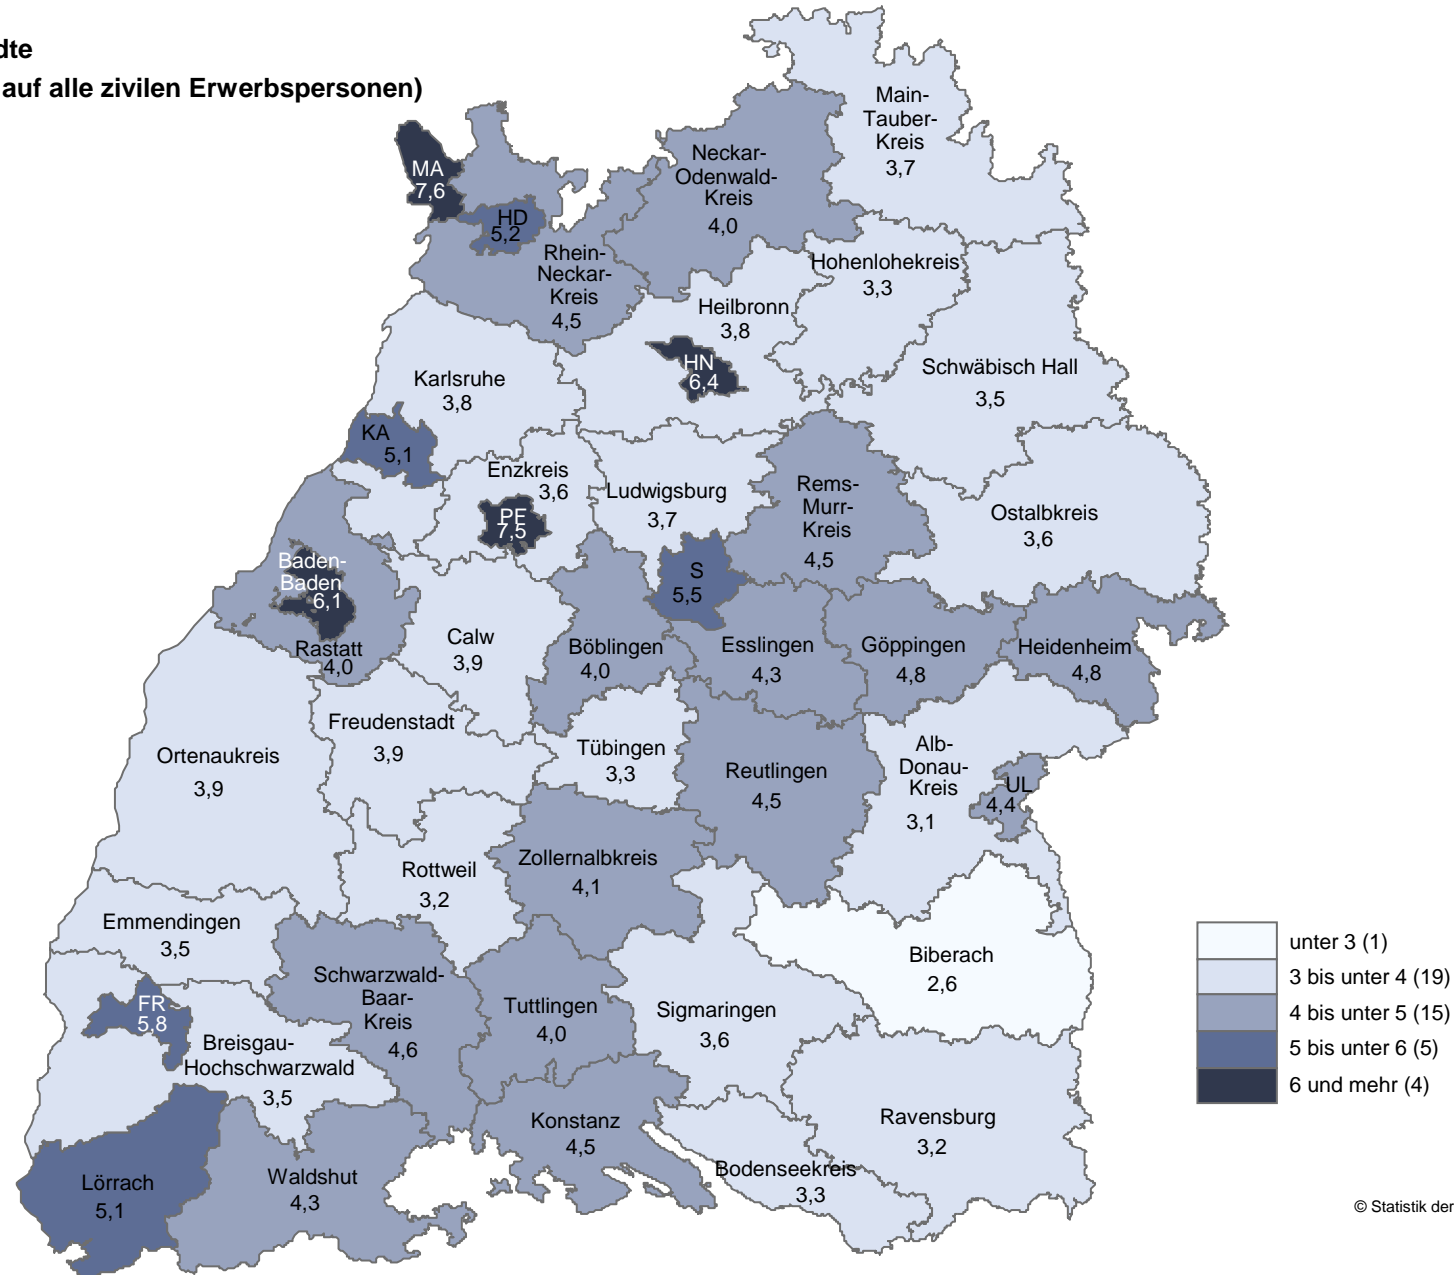 dte
auf alle zivilen Erwerbspersonen)
Main-
Tauber-
Kreis
3,7
MA
7,6
Neckar-
Odenwald-
Kreis
4,0
HD
5,2
Rhein-
Neckar-
Kreis
4,5
Hohenlohekreis
3,3
Heilbronn
3,8
HN
6,4
Schwäbisch Hall
3,5
Karlsruhe
3,8
KA
5,1
Enzkreis
3,6
PF
7,5
Ludwigsburg
3,7
Rems-
Murr-
Kreis
4,5
Ostalbkreis
3,6
Baden-
Baden
6,1
Rastatt
4,0
S
5,5
Calw
3,9
Böblingen
4,0
Esslingen
4,3
Göppingen
4,8
Heidenheim
4,8
Freudenstadt
3,9
Ortenaukreis
3,9
Tübingen
3,3
Reutlingen
4,5
Alb-
Donau-
Kreis
3,1
UL
4,4
Rottweil
3,2
Zollernalbkreis
4,1
Emmendingen
3,5
Biberach
2,6
Schwarzwald-
Baar-
Kreis
4,6
Tuttlingen
4,0
Sigmaringen
3,6
FR
5,8
Breisgau-
Hochschwarzwald
3,5
Konstanz
4,5
Ravensburg
3,2
Bodenseekreis
3,3
Lörrach
5,1
Waldshut
4,3
unter 3 (1)
3 bis unter 4 (19)
4 bis unter 5 (15)
5 bis unter 6 (5)
6 und mehr (4)
© Statistik der